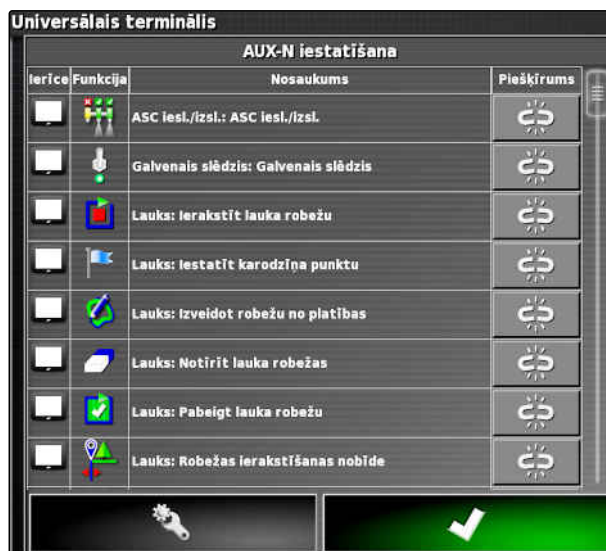 Universālais terminālis
AUX-N iestatīšana
Ierīce Funkcija Nosaukums Piešķīrums
ASC iesl./izsl.: ASC iesl./izsl.
Galvenais slēdzis: Galvenais slēdzis
Lauks: Ierakstīt lauka robežu
Lauks: Iestatīt karodziņa punktu
Lauks: Izveidot robežu no platības
Lauks: Notīrīt lauka robežas
Lauks: Pabeigt lauka robežu
Lauks: Robežas ierakstīšanas nobīde